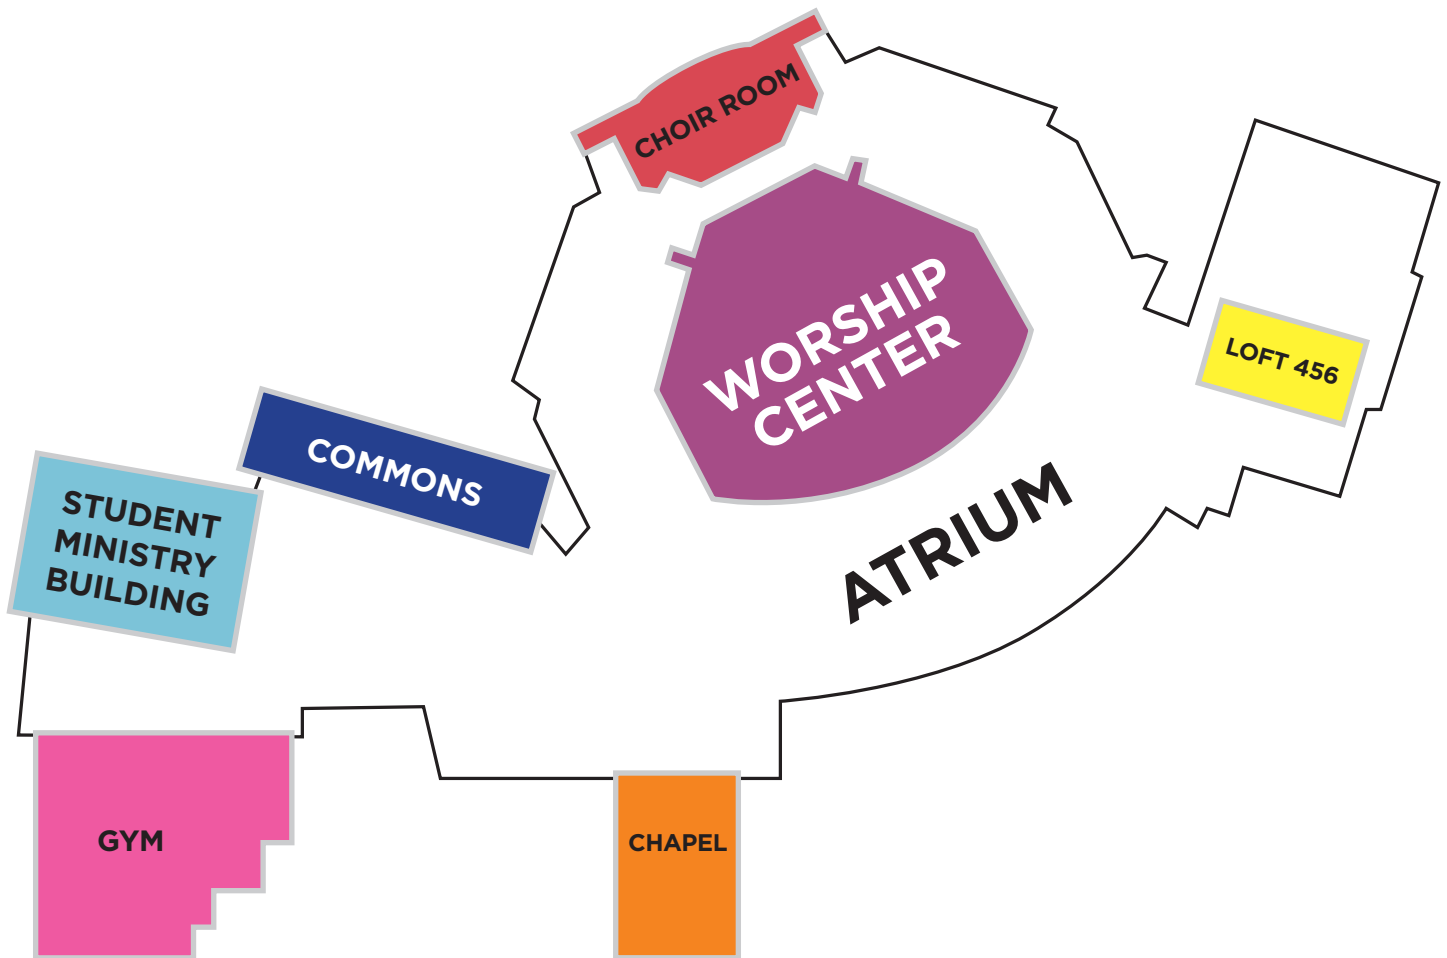 CHOIR ROOM
WORSHIP
CENTER
LOFT 456
COMMONS
STUDENT
MINISTRY
BUILDING
ATRIUM
GYM
CHAPEL